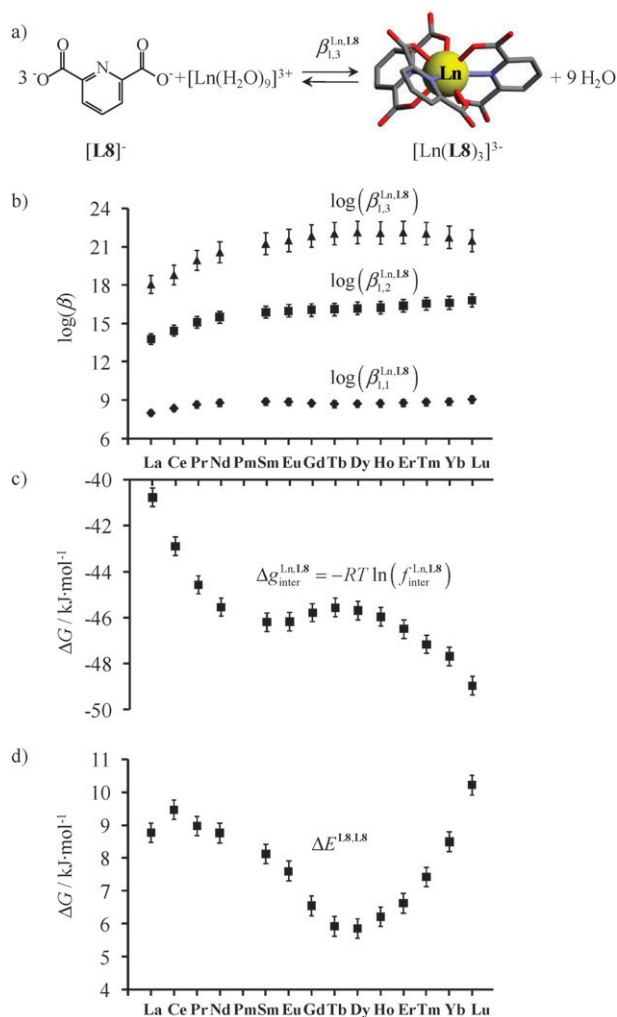 a)
O O
3 ⁻O N O⁻ + [Ln(H₂O)₉]³⁺ β₁,₃^Ln,L8 Ln + 9 H₂O
[L8]⁻ [Ln(L8)₃]³⁻
b)
log(β)
24
21
18
15
12
9
6
log(β₁,₃^Ln,L8)
log(β₁,₂^Ln,L8)
log(β₁,₁^Ln,L8)
La Ce Pr Nd Pm Sm Eu Gd Tb Dy Ho Er Tm Yb Lu
c)
ΔG / kJ·mol⁻¹
-40
-42
-44
-46
-48
-50
Δg_inter^Ln,L8 = −RT ln(f_inter^Ln,L8)
d)
ΔG / kJ·mol⁻¹
11
10
9
8
7
6
5
4
ΔE^L8,L8
La Ce Pr Nd Pm Sm Eu Gd Tb Dy Ho Er Tm Yb Lu